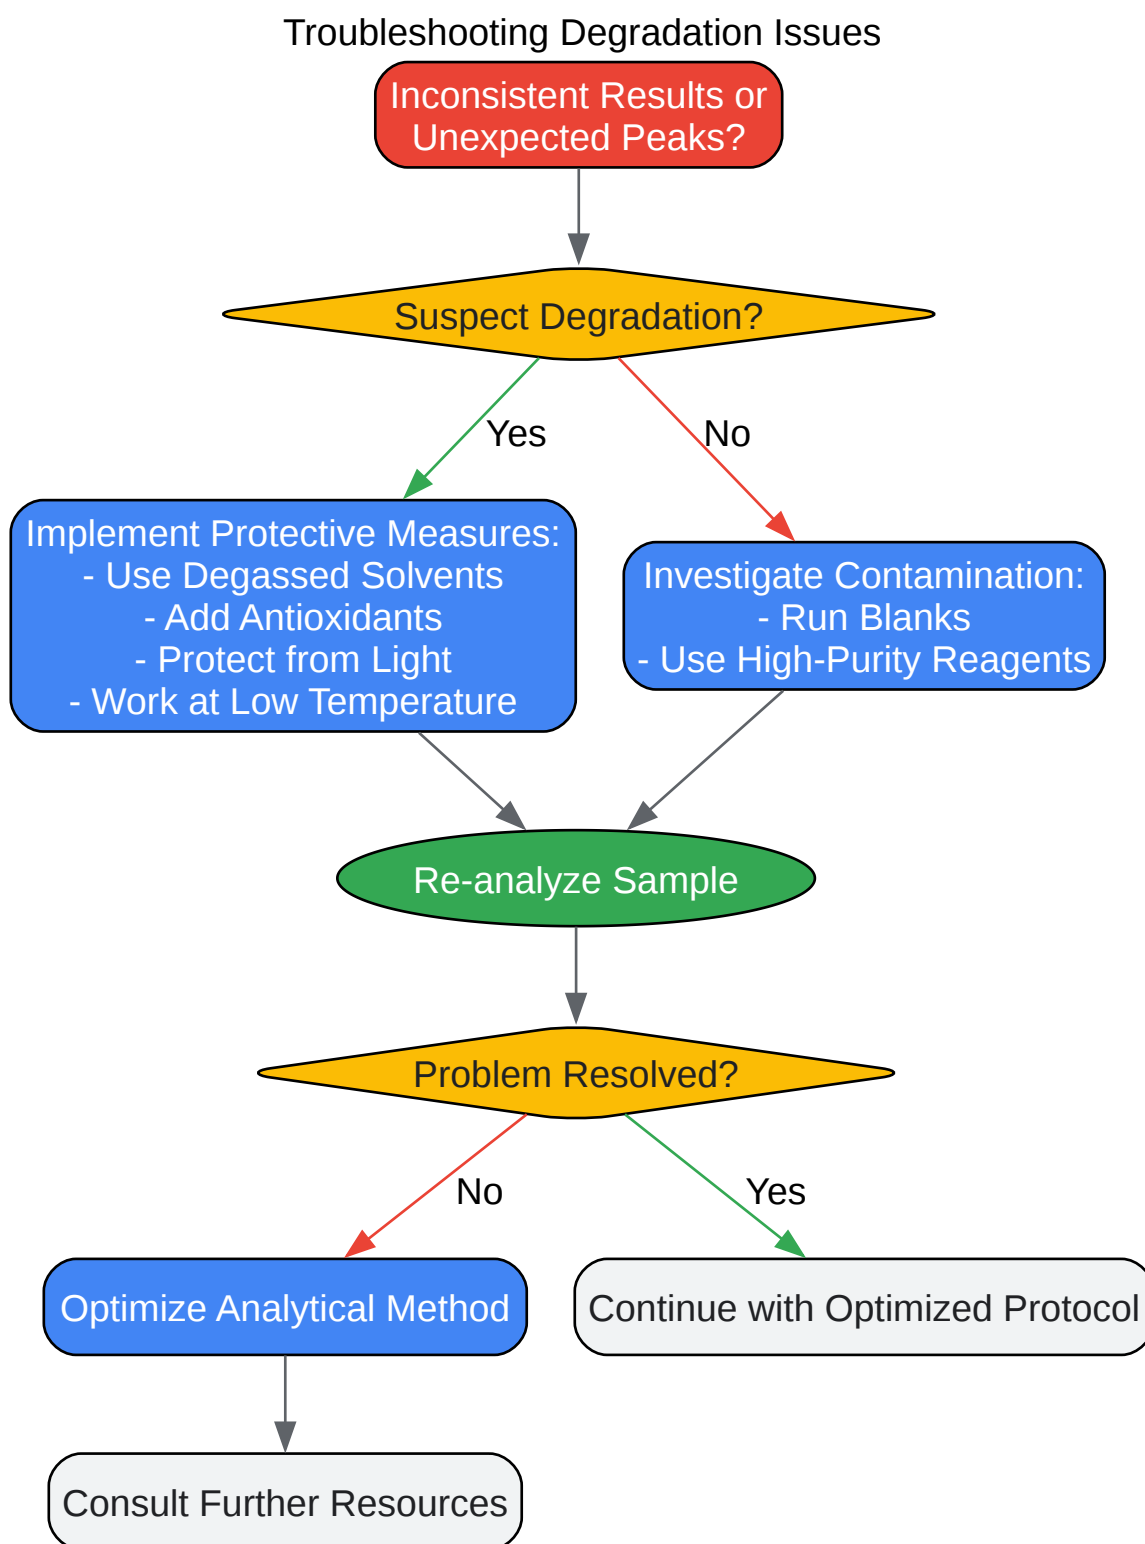 Troubleshooting Degradation Issues
Inconsistent Results or
Unexpected Peaks?
Suspect Degradation?
Yes
No
Implement Protective Measures:
- Use Degassed Solvents
- Add Antioxidants
- Protect from Light
- Work at Low Temperature
Investigate Contamination:
- Run Blanks
- Use High-Purity Reagents
Re-analyze Sample
Problem Resolved?
No
Yes
Optimize Analytical Method
Continue with Optimized Protocol
Consult Further Resources